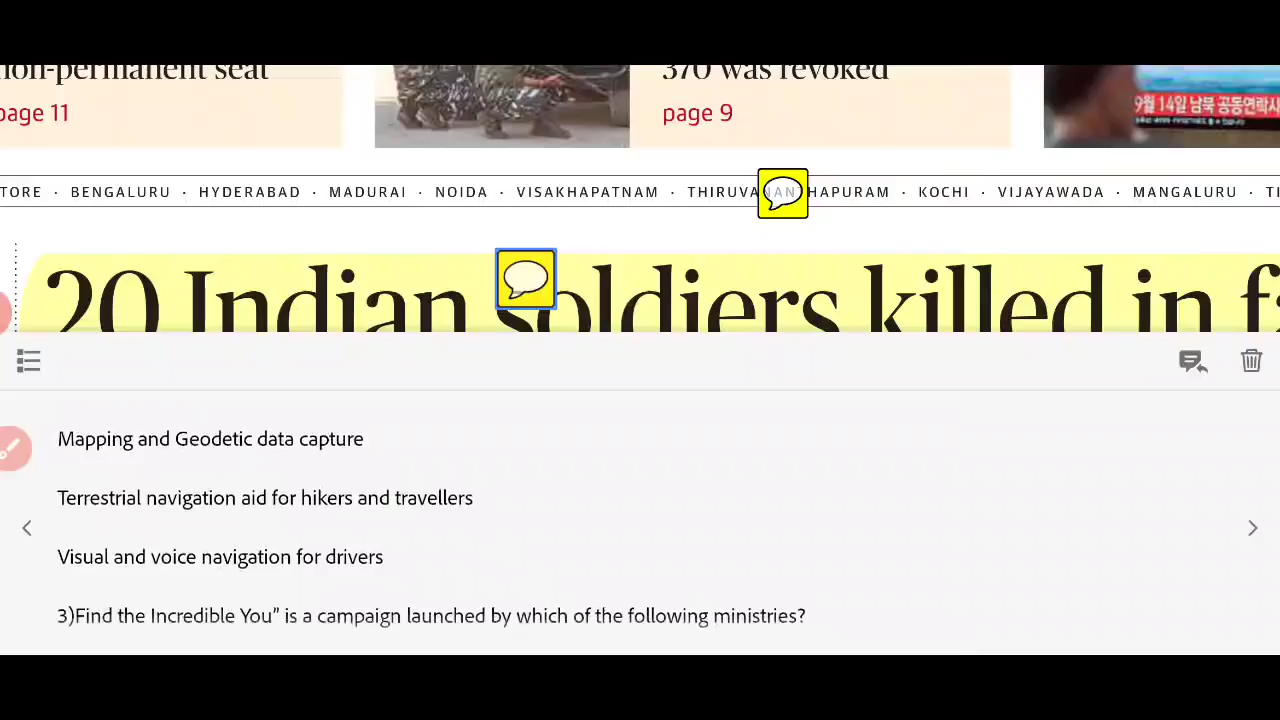 non-permanent seat
page 11
370 was revoked
page 9
9월 14일 남북 공동연락사
TORE · BENGALURU · HYDERABAD · MADURAI · NOIDA · VISAKHAPATNAM · THIRUVANANTHAPURAM · KOCHI · VIJAYAWADA · MANGALURU · TI
20 Indian soldiers killed in f
Mapping and Geodetic data capture
Terrestrial navigation aid for hikers and travellers
Visual and voice navigation for drivers
3)Find the Incredible You” is a campaign launched by which of the following ministries?